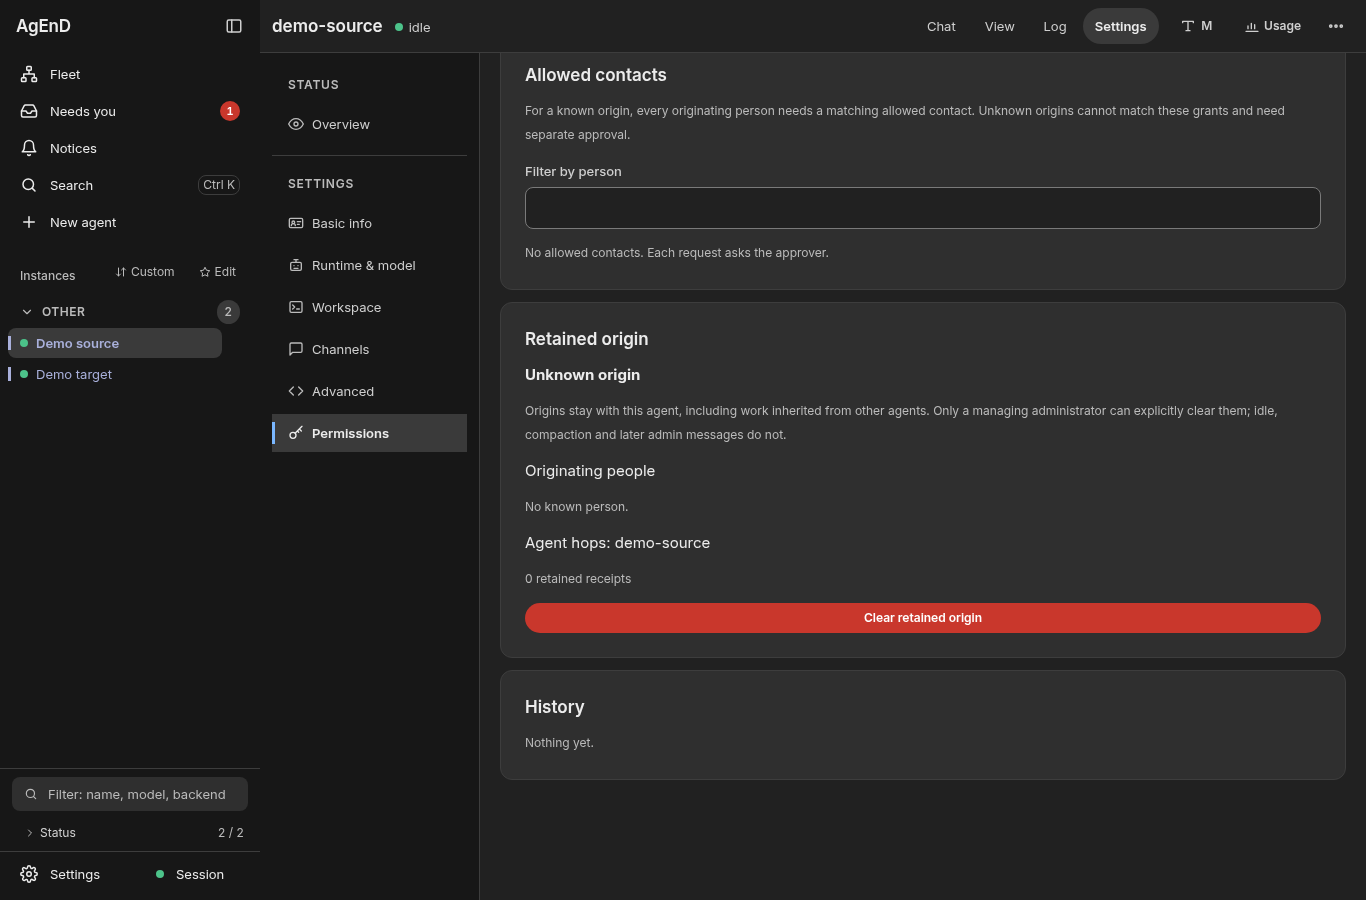 AgEnD
Fleet
Needs you
1
Notices
Search
Ctrl K
New agent
Instances
Custom
Edit
OTHER
2
Demo source
Demo target
Filter: name, model, backend
Status
2 / 2
Settings
Session
demo-source
idle
Chat
View
Log
Settings
M
Usage
STATUS
Overview
SETTINGS
Basic info
Runtime & model
Workspace
Channels
Advanced
Permissions
Allowed contacts
For a known origin, every originating person needs a matching allowed contact. Unknown origins cannot match these grants and need
separate approval.
Filter by person
No allowed contacts. Each request asks the approver.
Retained origin
Unknown origin
Origins stay with this agent, including work inherited from other agents. Only a managing administrator can explicitly clear them; idle,
compaction and later admin messages do not.
Originating people
No known person.
Agent hops: demo-source
0 retained receipts
Clear retained origin
History
Nothing yet.